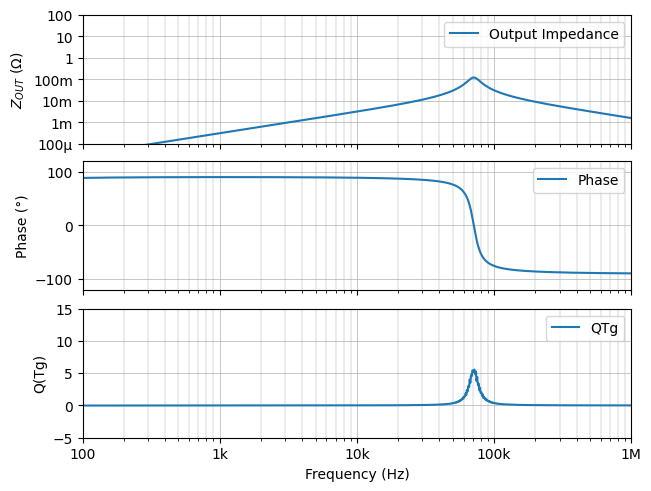 100
10
1
100m
10m
1m
100µ
Z_OUT (Ω)
Output Impedance
100
0
−100
Phase (°)
Phase
15
10
5
0
−5
Q(Tg)
QTg
100 1k 10k 100k 1M
Frequency (Hz)